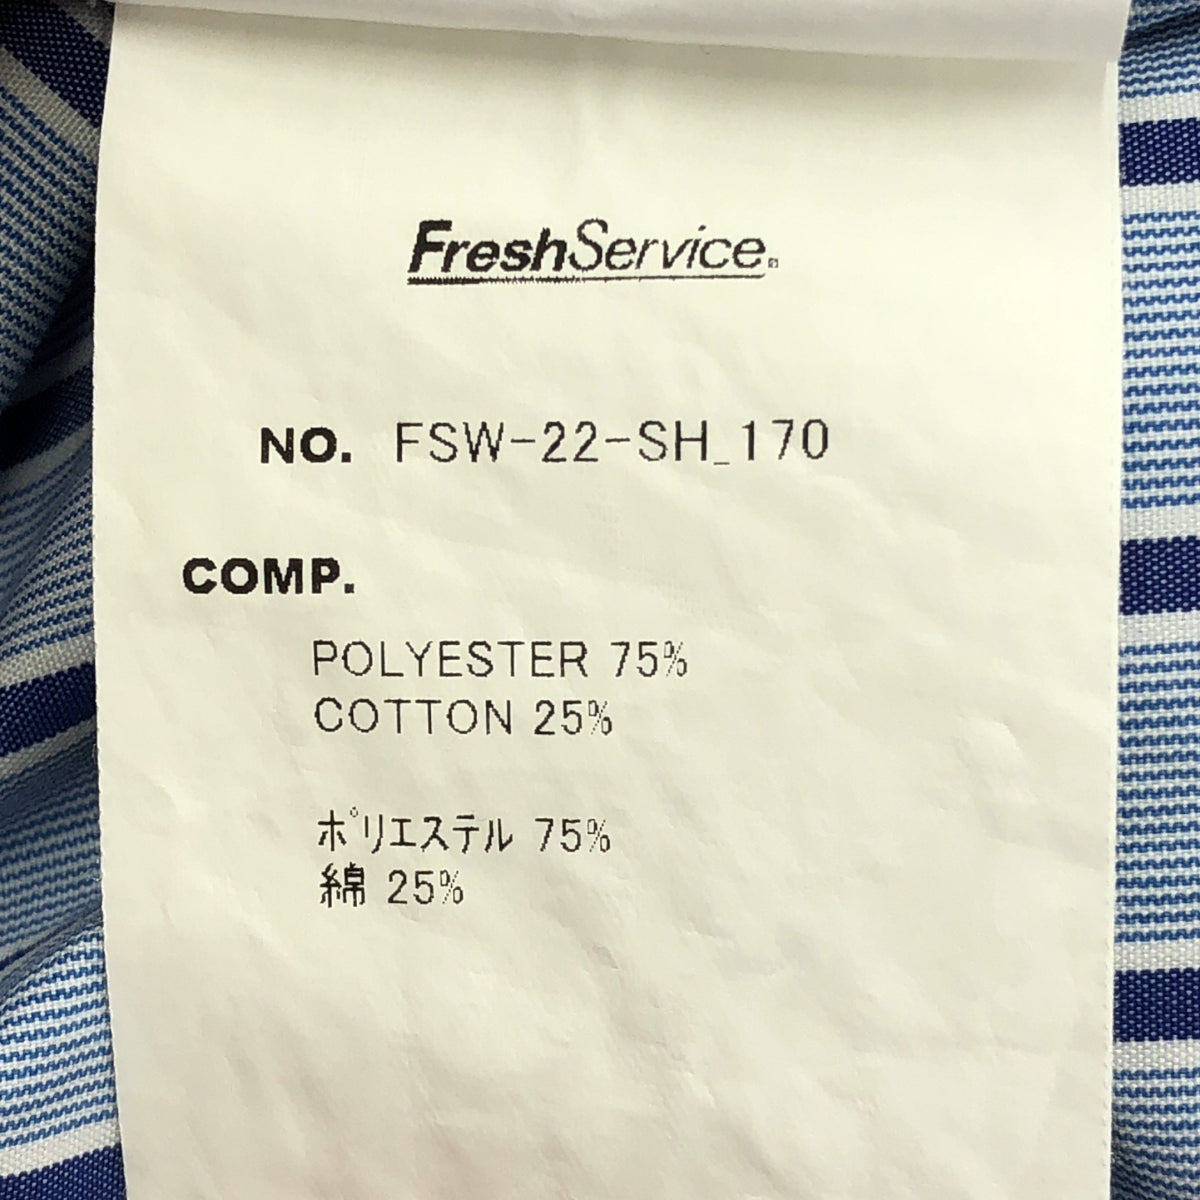 FreshService®
NO. FSW-22-SH_170
COMP.
POLYESTER 75%
COTTON 25%
ポリエステル 75%
綿 25%